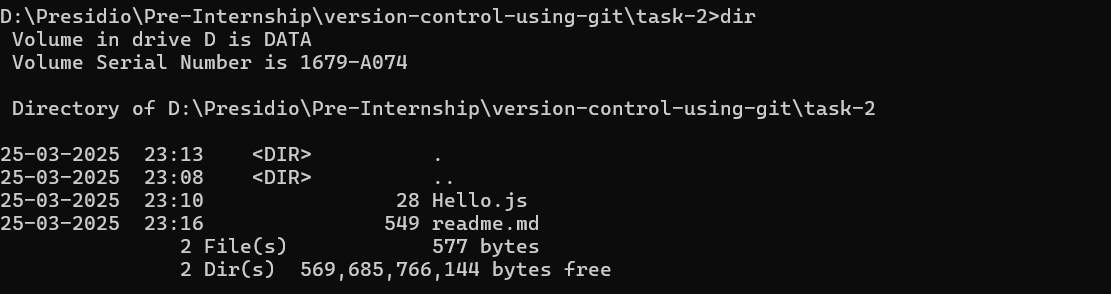 D:\Presidio\Pre-Internship\version-control-using-git\task-2>dir
 Volume in drive D is DATA
 Volume Serial Number is 1679-A074

 Directory of D:\Presidio\Pre-Internship\version-control-using-git\task-2

25-03-2025  23:13    <DIR>          .
25-03-2025  23:08    <DIR>          ..
25-03-2025  23:10                28 Hello.js
25-03-2025  23:16               549 readme.md
               2 File(s)            577 bytes
               2 Dir(s)  569,685,766,144 bytes free